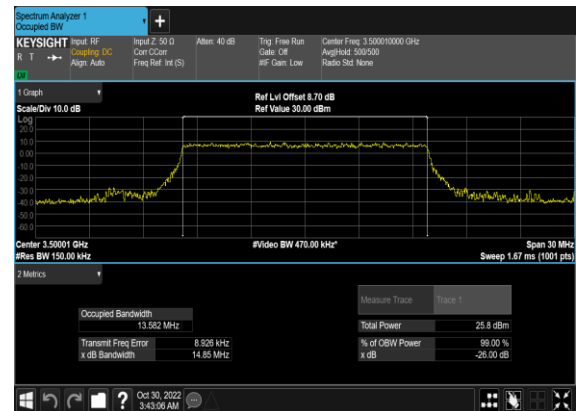 Spectrum Analyzer 1
Occupied BW
KEYSIGHT
R T
LV
Input: RF
Coupling: DC
Align: Auto
Input Z: 50 Ω
Corr CCorr
Freq Ref: Int (S)
Atten: 40 dB
Trig: Free Run
Gate: Off
#IF Gain: Low
Center Freq: 3.500010000 GHz
Avg|Hold: 500/500
Radio Std: None
1 Graph
Scale/Div 10.0 dB
Ref Lvl Offset 8.70 dB
Ref Value 30.00 dBm
Log
20.0
10.0
0.00
-10.0
-20.0
-30.0
-40.0
-50.0
-60.0
Center 3.50001 GHz
#Res BW 150.00 kHz
#Video BW 470.00 kHz*
Span 30 MHz
Sweep 1.67 ms (1001 pts)
2 Metrics
Measure Trace Trace 1
Occupied Bandwidth
13.582 MHz
Total Power 25.8 dBm
Transmit Freq Error 8.926 kHz
% of OBW Power 99.00 %
x dB Bandwidth 14.85 MHz
x dB -26.00 dB
Oct 30, 2022
3:43:06 AM